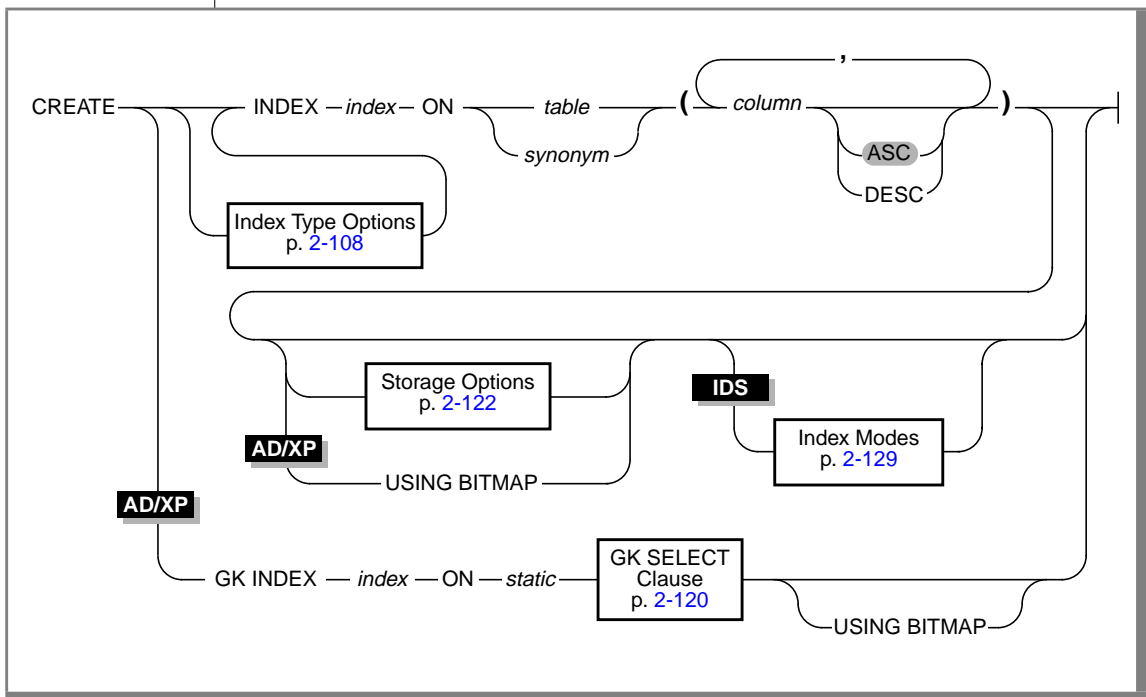 ,
CREATE INDEX index ON table ( column )
synonym ASC
DESC
Index Type Options
p. 2-108
Storage Options
p. 2-122
IDS
AD/XP
Index Modes
p. 2-129
USING BITMAP
AD/XP
GK INDEX index ON static
GK SELECT
Clause
p. 2-120
USING BITMAP